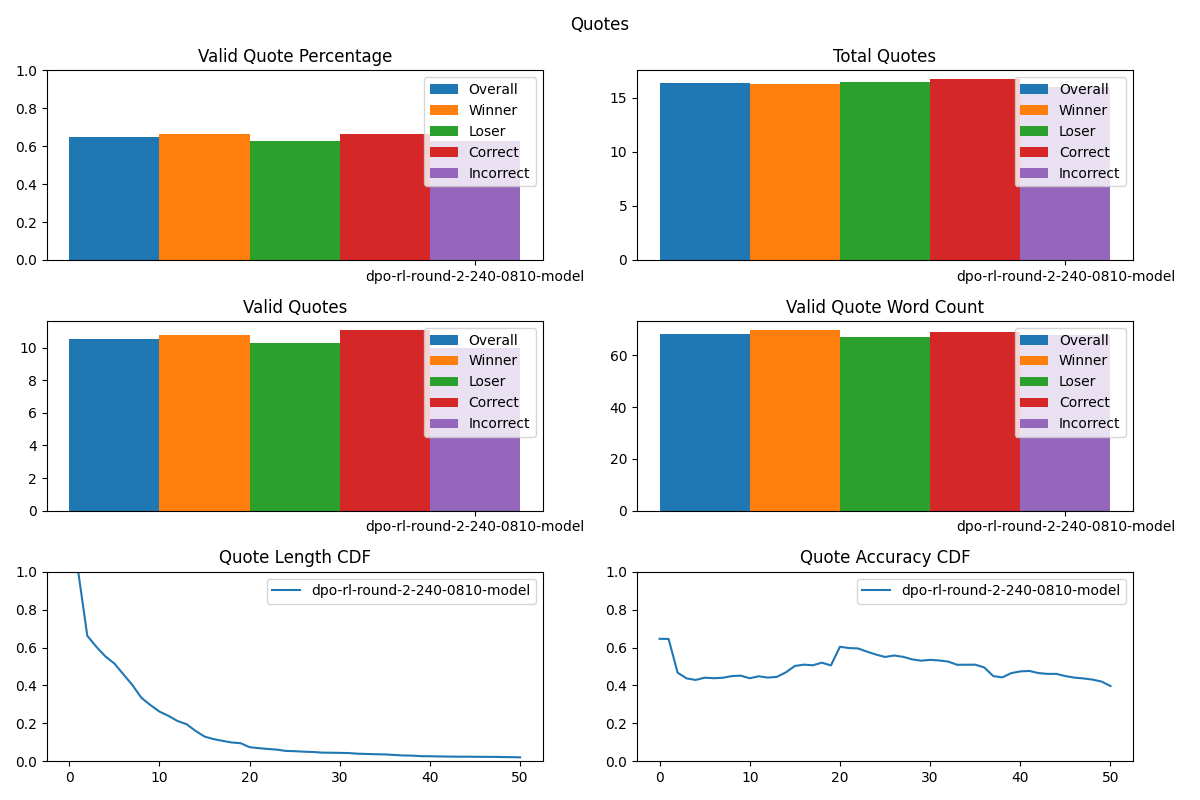 Quotes
Valid Quote Percentage
1.0
0.8
0.6
0.4
0.2
0.0
Overall
Winner
Loser
Correct
Incorrect
dpo-rl-round-2-240-0810-model
Total Quotes
15
10
5
0
Overall
Winner
Loser
Correct
Incorrect
dpo-rl-round-2-240-0810-model
Valid Quotes
10
8
6
4
2
0
Overall
Winner
Loser
Correct
Incorrect
dpo-rl-round-2-240-0810-model
Valid Quote Word Count
60
40
20
0
Overall
Winner
Loser
Correct
Incorrect
dpo-rl-round-2-240-0810-model
Quote Length CDF
1.0
0.8
0.6
0.4
0.2
0.0
dpo-rl-round-2-240-0810-model
0 10 20 30 40 50
Quote Accuracy CDF
1.0
0.8
0.6
0.4
0.2
0.0
dpo-rl-round-2-240-0810-model
0 10 20 30 40 50